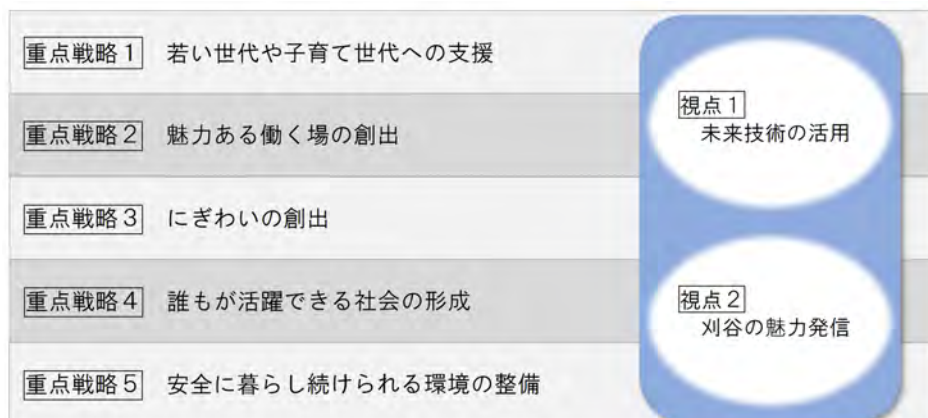 重点戦略1 若い世代や子育て世代への支援
重点戦略2 魅力ある働く場の創出
重点戦略3 にぎわいの創出
重点戦略4 誰もが活躍できる社会の形成
重点戦略5 安全に暮らし続けられる環境の整備
視点1
未来技術の活用
視点2
刈谷の魅力発信